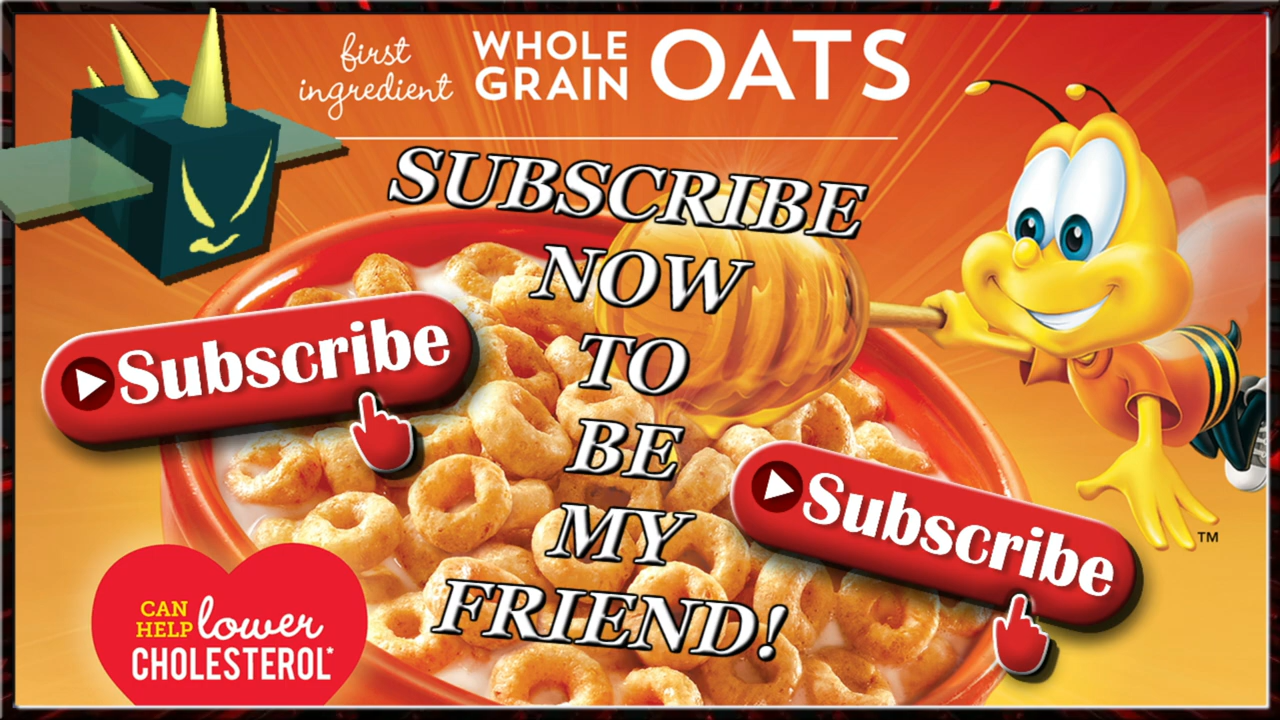 first
ingredient
WHOLE
GRAIN
OATS
SUBSCRIBE
NOW
TO
BE
MY
FRIEND!
Subscribe
Subscribe
CAN
HELP lower
CHOLESTEROL*
TM